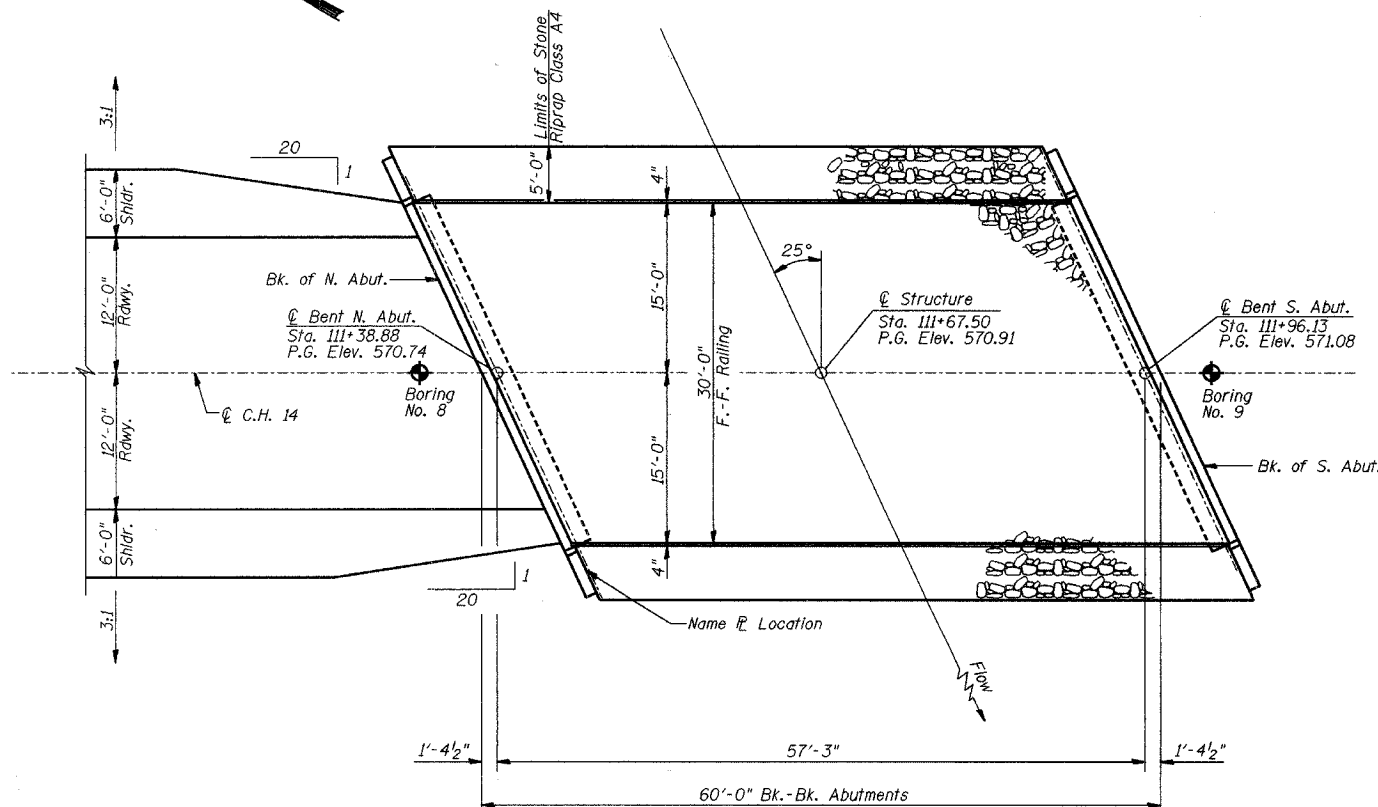 Limits of Stone
Riprap Class A4
3:1
20
1
5'-0"
4"
6'-0"
Shldr.
25°
Bk. of N. Abut.
12'-0"
Rdwy.
15'-0"
℄ Structure
Sta. 111+67.50
P.G. Elev. 570.91
℄ Bent N. Abut.
Sta. 111+38.88
P.G. Elev. 570.74
℄ Bent S. Abut.
Sta. 111+96.13
P.G. Elev. 571.08
30'-0"
F.-F. Railing
℄ C.H. 14
Boring
No. 8
Boring
No. 9
12'-0"
Rdwy.
15'-0"
Bk. of S. Abut.
6'-0"
Shldr.
4"
1
20
3:1
Name ⅊ Location
Flow
1'-4½"
57'-3"
1'-4½"
60'-0" Bk.-Bk. Abutments